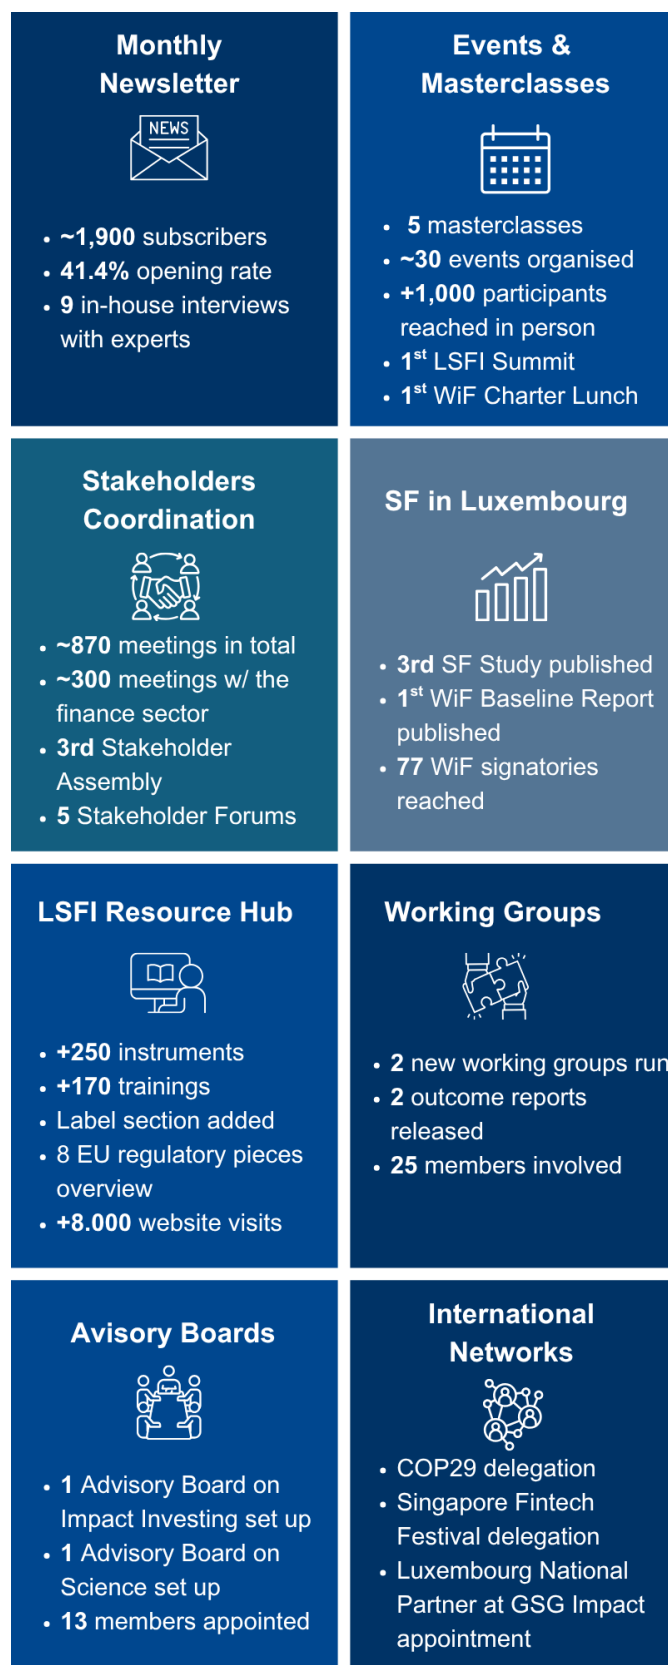 Monthly
Newsletter
NEWS
• ~1,900 subscribers
• 41.4% opening rate
• 9 in-house interviews
with experts
Events &
Masterclasses
• 5 masterclasses
• ~30 events organised
• +1,000 participants
reached in person
• 1st LSFI Summit
• 1st WiF Charter Lunch
Stakeholders
Coordination
• ~870 meetings in total
• ~300 meetings w/ the
finance sector
• 3rd Stakeholder
Assembly
• 5 Stakeholder Forums
SF in Luxembourg
• 3rd SF Study published
• 1st WiF Baseline Report
published
• 77 WiF signatories
reached
LSFI Resource Hub
• +250 instruments
• +170 trainings
• Label section added
• 8 EU regulatory pieces
overview
• +8.000 website visits
Working Groups
• 2 new working groups run
• 2 outcome reports
released
• 25 members involved
Avisory Boards
• 1 Advisory Board on
Impact Investing set up
• 1 Advisory Board on
Science set up
• 13 members appointed
International
Networks
• COP29 delegation
• Singapore Fintech
Festival delegation
• Luxembourg National
Partner at GSG Impact
appointment